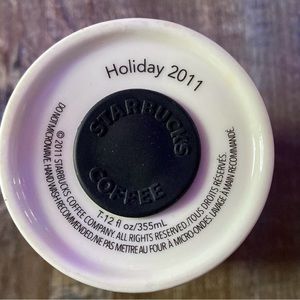 Holiday 2011
STARBUCKS
COFFEE
T-12 fl oz/355mL
© 2011 STARBUCKS COFFEE COMPANY. ALL RIGHTS RESERVED./TOUS DROITS RESERVÉS
DO NOT MICROWAVE. HAND WASH RECOMMENDED./NE PAS METTRE AU FOUR À MICRO-ONDES. LAVAGE À MAIN RECOMMANDÉ.